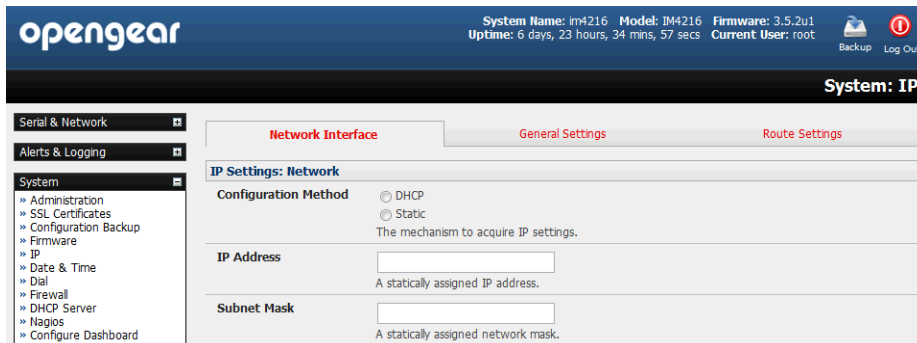 opengear
System Name: im4216 Model: IM4216 Firmware: 3.5.2u1
Uptime: 6 days, 23 hours, 34 mins, 57 secs Current User: root
Backup
Log Ou
System: IP
Serial & Network
Alerts & Logging
System
» Administration
» SSL Certificates
» Configuration Backup
» Firmware
» IP
» Date & Time
» Dial
» Firewall
» DHCP Server
» Nagios
» Configure Dashboard
Network Interface
General Settings
Route Settings
IP Settings: Network
Configuration Method
DHCP
Static
The mechanism to acquire IP settings.
IP Address
A statically assigned IP address.
Subnet Mask
A statically assigned network mask.